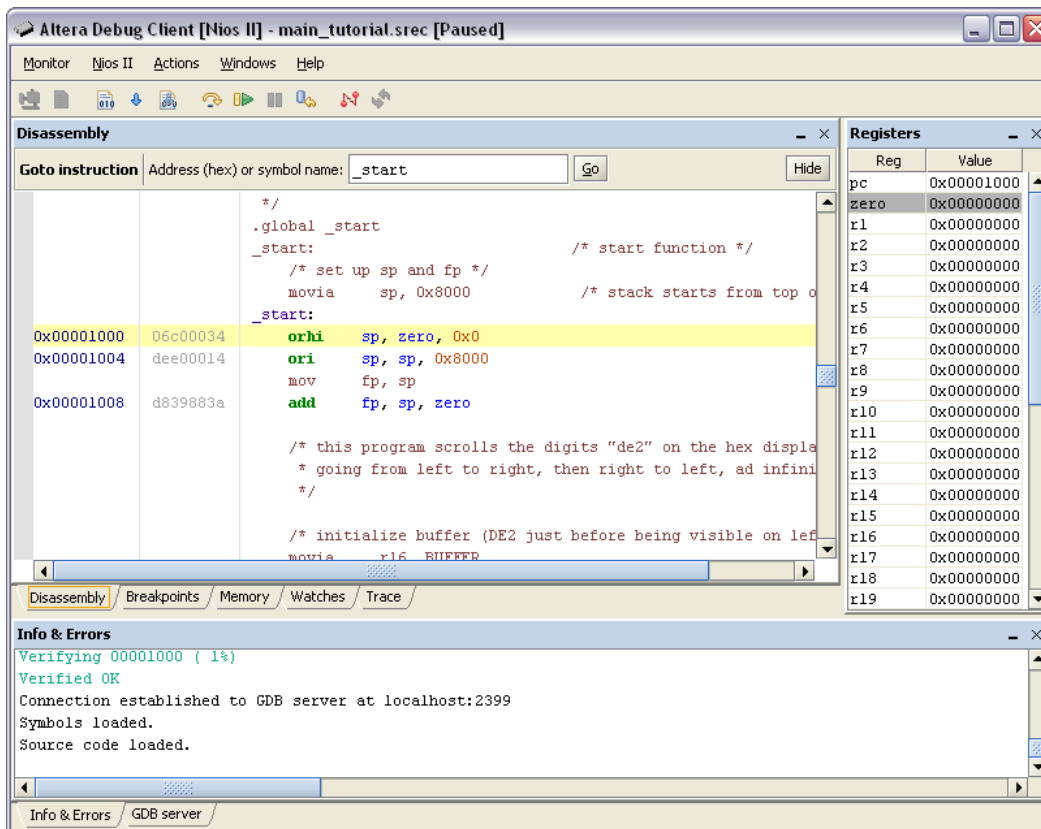 Altera Debug Client [Nios II] - main_tutorial.srec [Paused]
Monitor Nios II Actions Windows Help
Disassembly
Goto instruction Address (hex) or symbol name: _start Go Hide
*/
.global _start
_start: /* start function */
/* set up sp and fp */
movia sp, 0x8000 /* stack starts from top o
_start:
0x00001000 06c00034 orhi sp, zero, 0x0
0x00001004 dee00014 ori sp, sp, 0x8000
mov fp, sp
0x00001008 d839883a add fp, sp, zero
/* this program scrolls the digits "de2" on the hex displa
* going from left to right, then right to left, ad infini
*/
/* initialize buffer (DE2 just before being visible on lef
movia r16, BUFFER
Disassembly Breakpoints Memory Watches Trace
Registers
Reg Value
pc 0x00001000
zero 0x00000000
r1 0x00000000
r2 0x00000000
r3 0x00000000
r4 0x00000000
r5 0x00000000
r6 0x00000000
r7 0x00000000
r8 0x00000000
r9 0x00000000
r10 0x00000000
r11 0x00000000
r12 0x00000000
r13 0x00000000
r14 0x00000000
r15 0x00000000
r16 0x00000000
r17 0x00000000
r18 0x00000000
r19 0x00000000
Info & Errors
Verifying 00001000 ( 1%)
Verified OK
Connection established to GDB server at localhost:2399
Symbols loaded.
Source code loaded.
Info & Errors GDB server